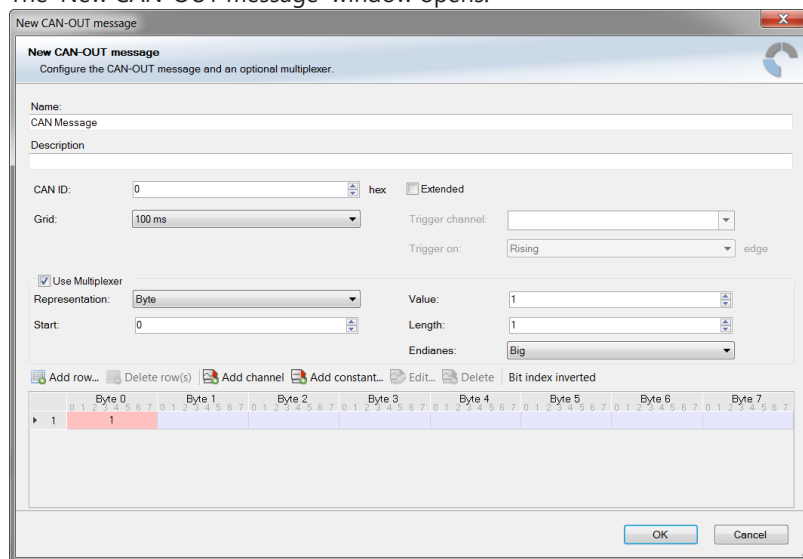 The 'New CAN-OUT message' window opens.
New CAN-OUT message
New CAN-OUT message
Configure the CAN-OUT message and an optional multiplexer.
Name:
CAN Message
Description
CAN ID: 0 hex Extended
Grid: 100 ms Trigger channel:
Trigger on: Rising edge
Use Multiplexer
Representation: Byte Value: 1
Start: 0 Length: 1
Endianes: Big
Add row... Delete row(s) Add channel Add constant... Edit... Delete Bit index inverted
Byte 0 Byte 1 Byte 2 Byte 3 Byte 4 Byte 5 Byte 6 Byte 7
0 1 2 3 4 5 6 7 0 1 2 3 4 5 6 7 0 1 2 3 4 5 6 7 0 1 2 3 4 5 6 7 0 1 2 3 4 5 6 7 0 1 2 3 4 5 6 7 0 1 2 3 4 5 6 7 0 1 2 3 4 5 6 7
1 1
OK Cancel